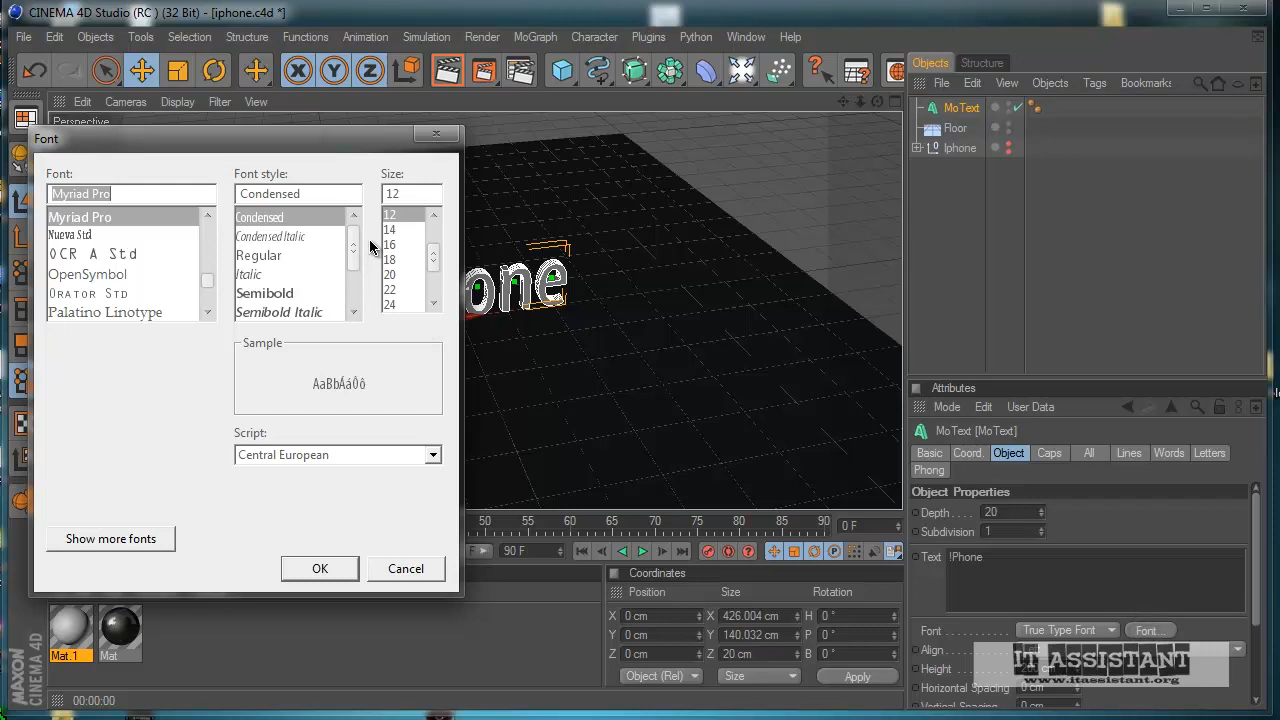 CINEMA 4D Studio (RC ) (32 Bit) - [iphone.c4d *]
File Edit Objects Tools Selection Structure Functions Animation Simulation Render MoGraph Character Plugins Python Window Help
X Y Z
Objects Structure
File Edit View Objects Tags Bookmarks
Edit Cameras Display Filter View
Perspective
MoText
Floor
Iphone
Font
Font: Font style: Size:
Myriad Pro Condensed 12
Myriad Pro Condensed 12
Nueva Std Condensed Italic 14
OCR A Std Regular 16
OpenSymbol Italic 18
Orator Std Semibold 20
Palatino Linotype Semibold Italic 22
24
one
Sample
AaBbÁáÔô
Script:
Central European
Show more fonts
OK Cancel
Attributes
Mode Edit User Data
MoText [MoText]
Basic Coord. Object Caps All Lines Words Letters
Phong
Object Properties
Depth . . . . 20
Subdivision 1
Text !Phone
Font True Type Font Font...
Align
Height
Horizontal Spacing 0 cm
Vertical Spacing
50 55 60 65 70 75 80 85 90 0 F
F 90 F
Coordinates
Position Size Rotation
X 0 cm X 426.004 cm H 0 °
Y 0 cm Y 140.032 cm P 0 °
Z 0 cm Z 20 cm B 0 °
Object (Rel) Size Apply
Mat.1 Mat
MAXON
CINEMA 4D
00:00:00
IT ASSISTANT
www.itassistant.org